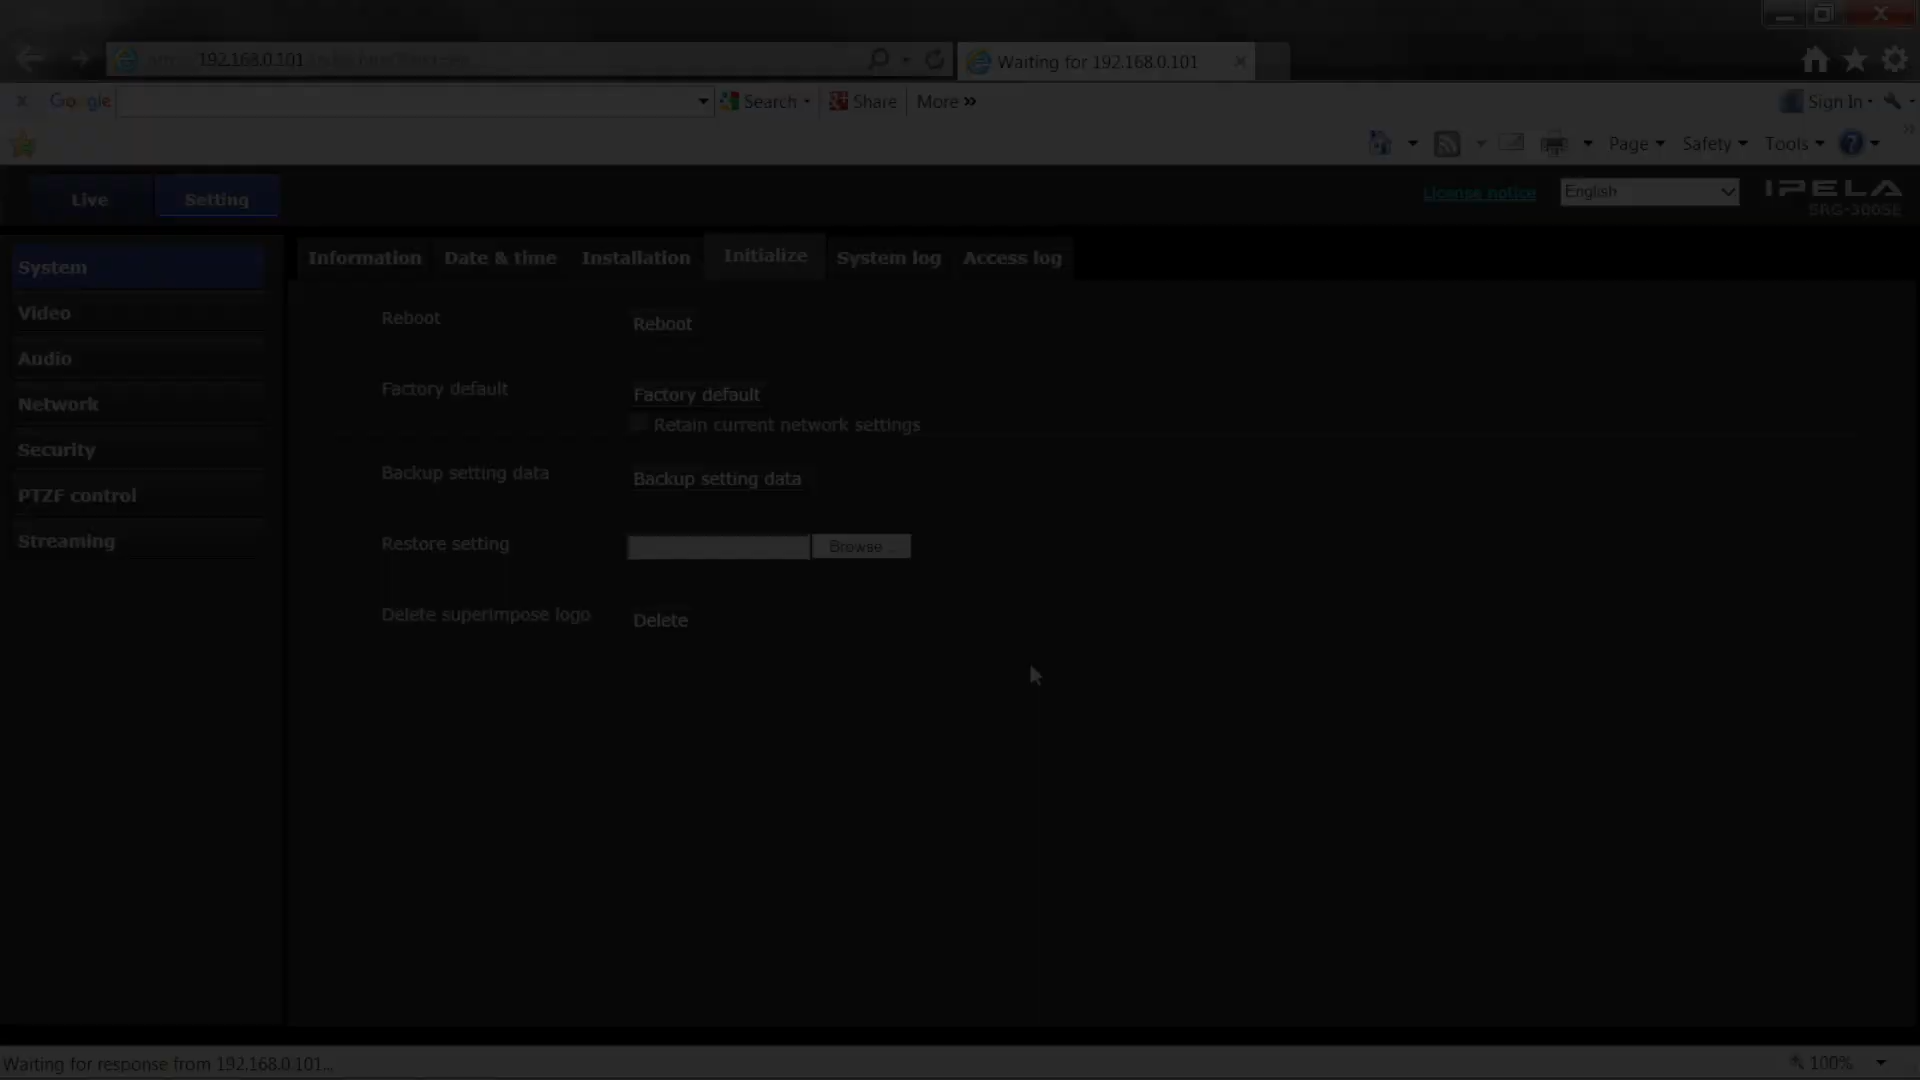 192.168.0.101
Waiting for 192.168.0.101
Google
Search
Share
More »
Sign In
Page
Safety
Tools
Live
Setting
License notice
English
IPELA
SRG-300SE
System
Video
Audio
Network
Security
PTZF control
Streaming
Information
Date & time
Installation
Initialize
System log
Access log
Reboot
Reboot
Factory default
Factory default
Retain current network settings
Backup setting data
Backup setting data
Restore setting
Browse...
Delete superimpose logo
Delete
Waiting for response from 192.168.0.101...
100%